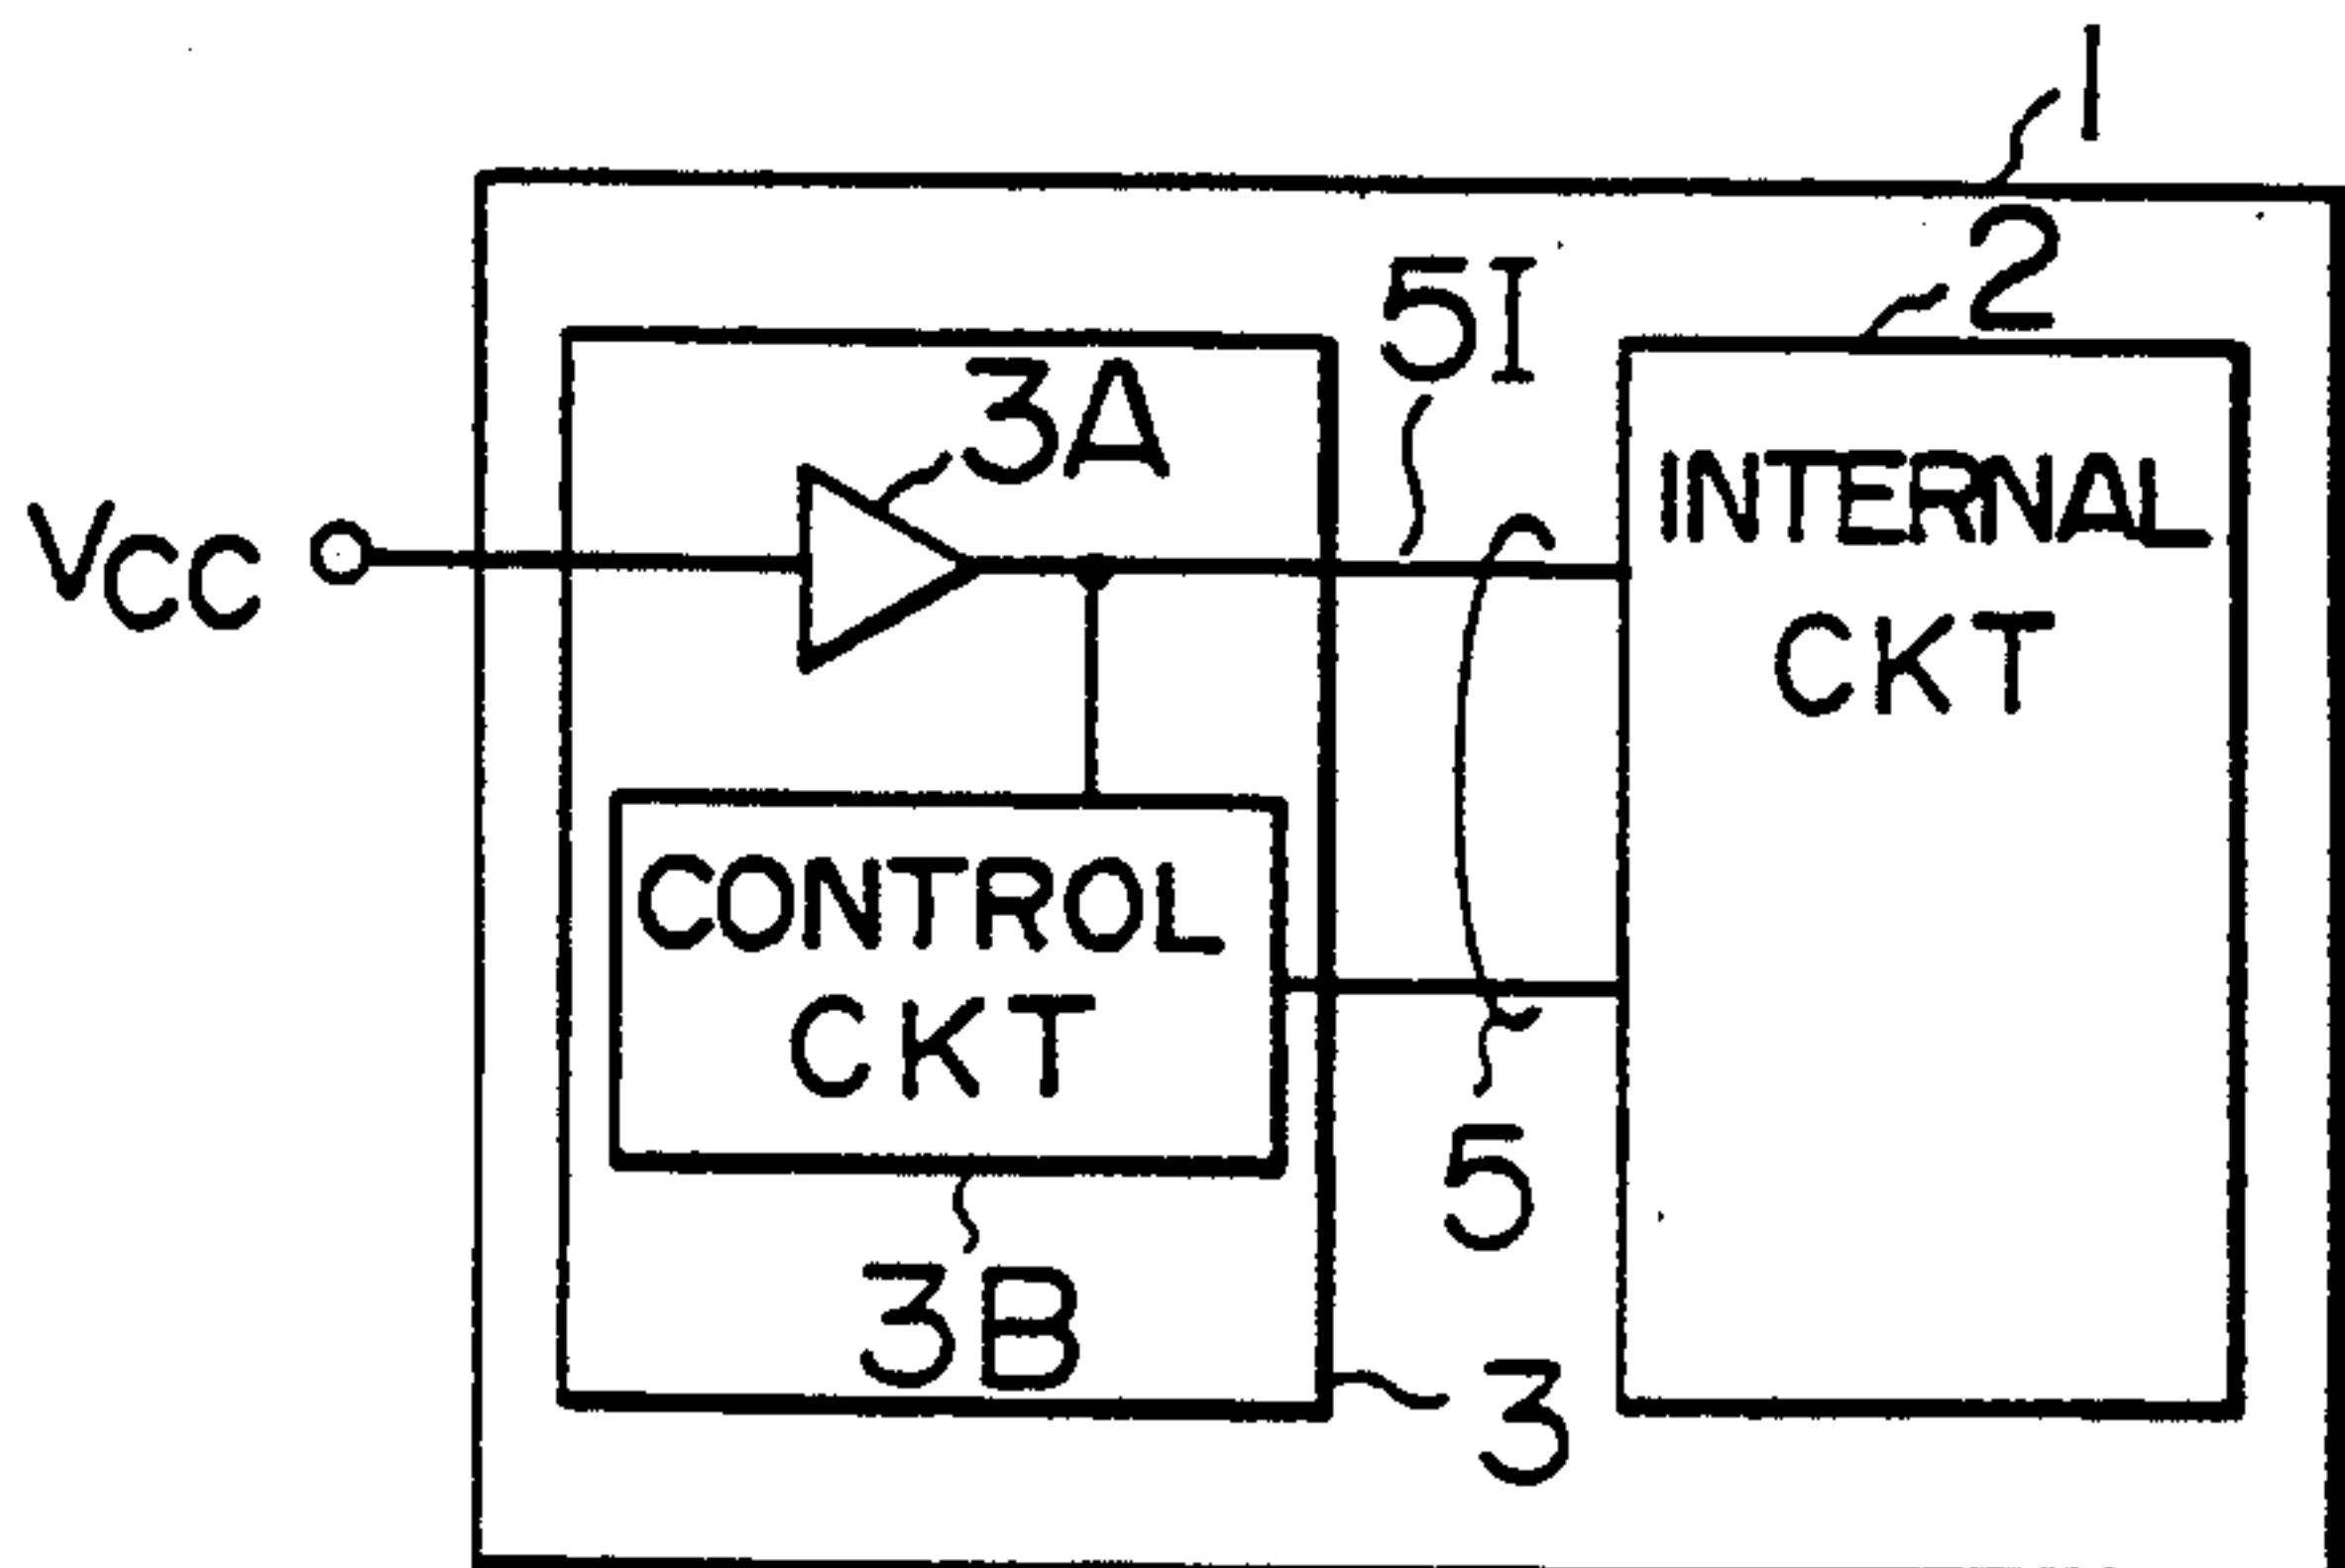 1
2
5I
3A
VCC
INTERNAL
CKT
CONTROL
CKT
5
3B
3